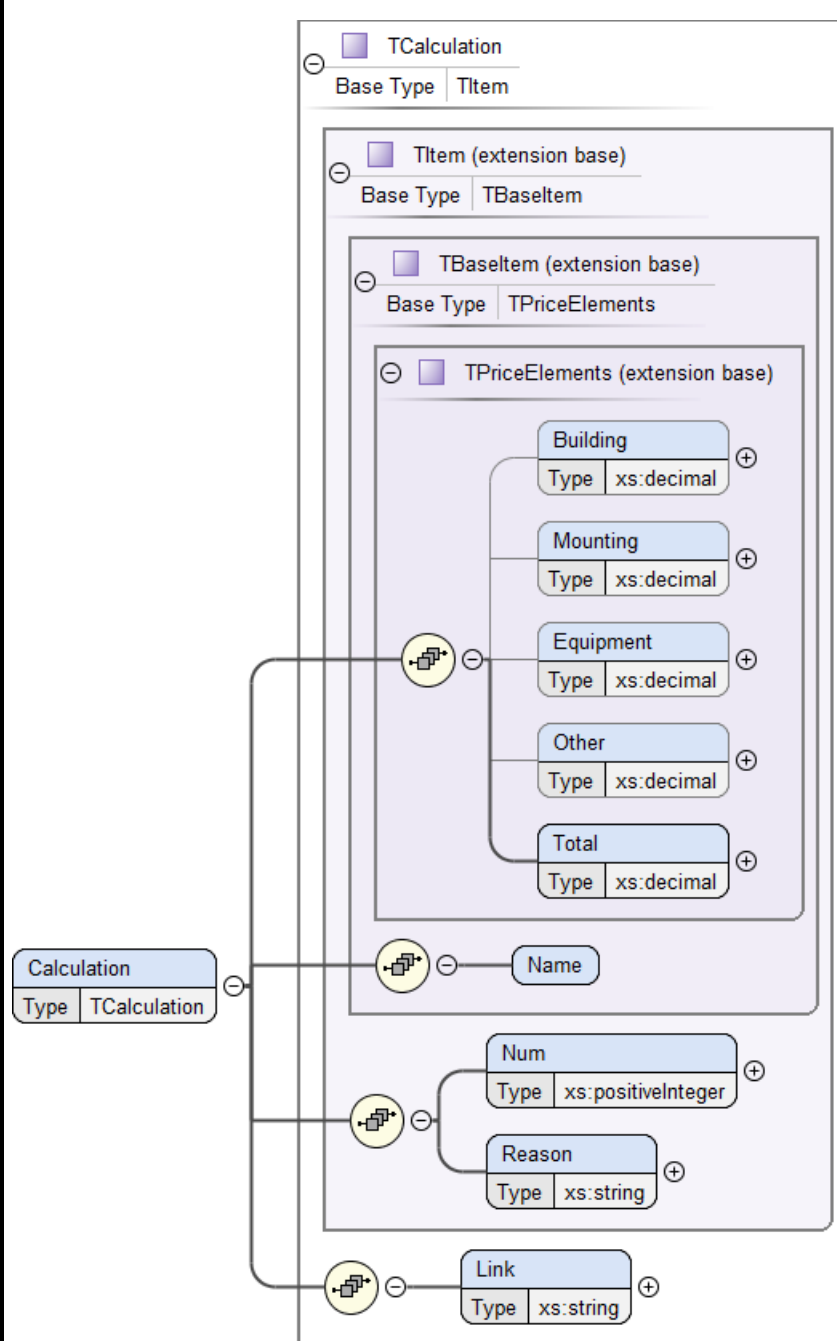 TCalculation
Base Type TItem
TItem (extension base)
Base Type TBaseItem
TBaseItem (extension base)
Base Type TPriceElements
TPriceElements (extension base)
Building
Type xs:decimal
Mounting
Type xs:decimal
Equipment
Type xs:decimal
Other
Type xs:decimal
Total
Type xs:decimal
Calculation
Type TCalculation
Name
Num
Type xs:positiveInteger
Reason
Type xs:string
Link
Type xs:string